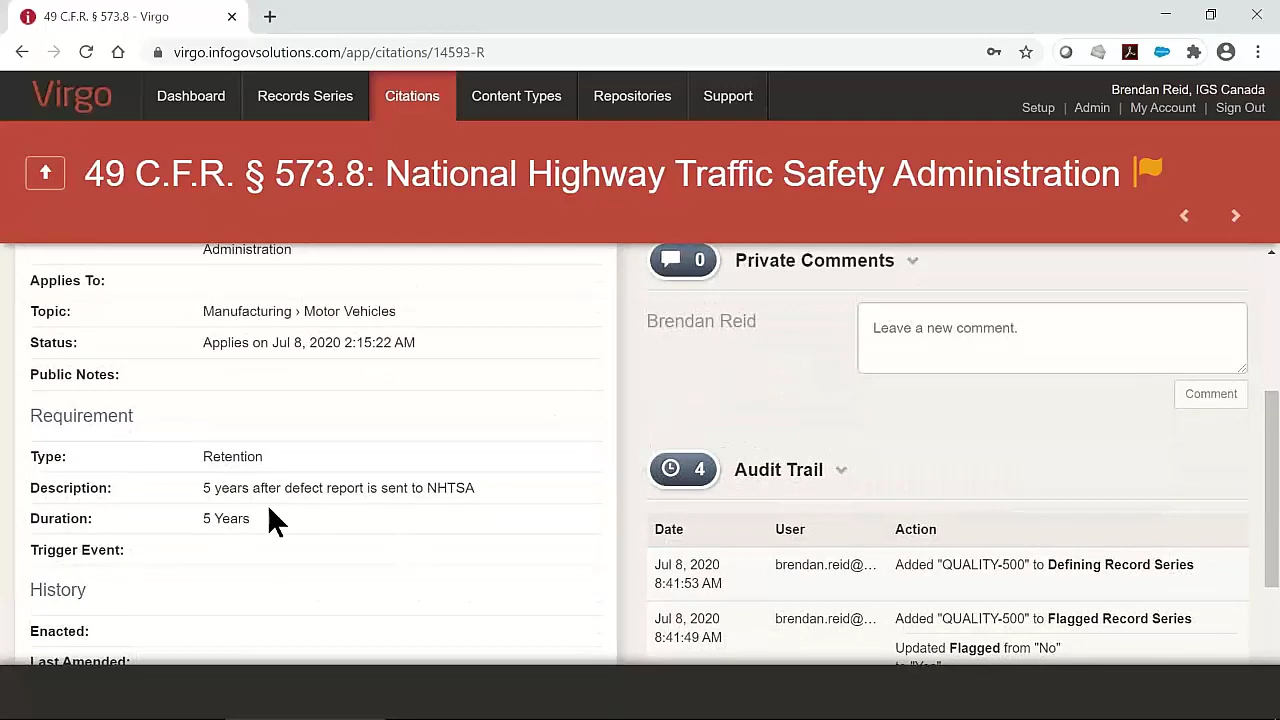 49 C.F.R. § 573.8 - Virgo
virgo.infogovsolutions.com/app/citations/14593-R
Virgo
Dashboard
Records Series
Citations
Content Types
Repositories
Support
Brendan Reid, IGS Canada
Setup | Admin | My Account | Sign Out
49 C.F.R. § 573.8: National Highway Traffic Safety Administration
Administration
Applies To:
Topic: Manufacturing › Motor Vehicles
Status: Applies on Jul 8, 2020 2:15:22 AM
Public Notes:
Requirement
Type: Retention
Description: 5 years after defect report is sent to NHTSA
Duration: 5 Years
Trigger Event:
History
Enacted:
Last Amended:
0 Private Comments
Brendan Reid
Leave a new comment.
Comment
4 Audit Trail
Date User Action
Jul 8, 2020 brendan.reid@... Added "QUALITY-500" to Defining Record Series
8:41:53 AM
Jul 8, 2020 brendan.reid@... Added "QUALITY-500" to Flagged Record Series
8:41:49 AM
Updated Flagged from "No"
to "Yes"